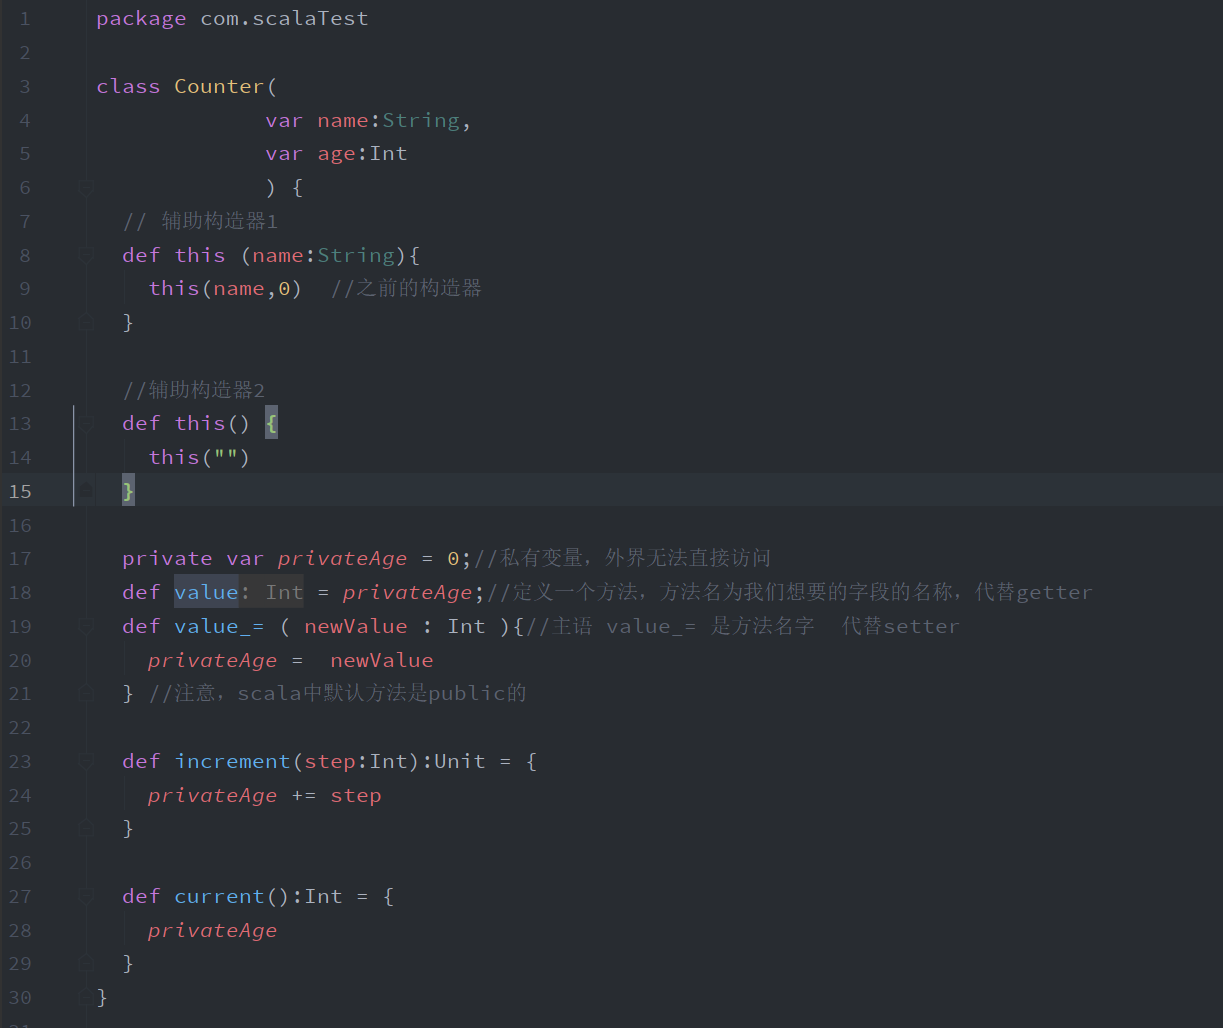 1 package com.scalaTest
2
3 class Counter(
4 var name:String,
5 var age:Int
6 ) {
7 // 辅助构造器1
8 def this (name:String){
9 this(name,0)  //之前的构造器
10 }
11
12 //辅助构造器2
13 def this() {
14 this("")
15 }
16
17 private var privateAge = 0;//私有变量，外界无法直接访问
18 def value: Int = privateAge;//定义一个方法，方法名为我们想要的字段的名称，代替getter
19 def value_= ( newValue : Int ){//主语 value_= 是方法名字  代替setter
20 privateAge =  newValue
21 } //注意，scala中默认方法是public的
22
23 def increment(step:Int):Unit = {
24 privateAge += step
25 }
26
27 def current():Int = {
28 privateAge
29 }
30 }